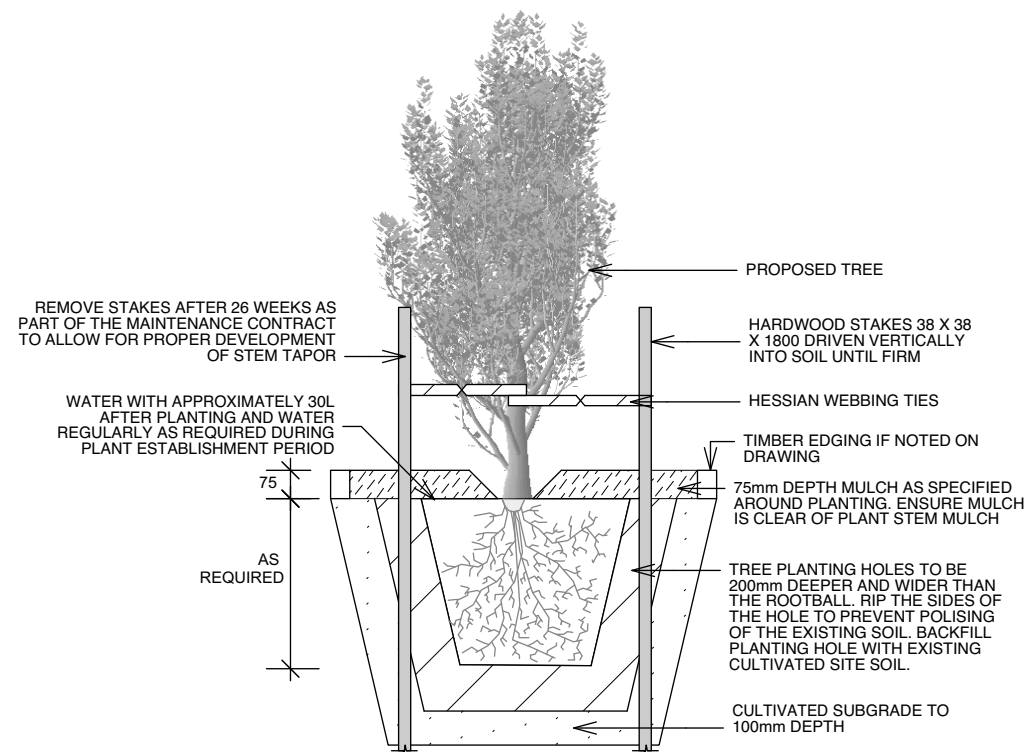 REMOVE STAKES AFTER 26 WEEKS AS
PART OF THE MAINTENANCE CONTRACT
TO ALLOW FOR PROPER DEVELOPMENT
OF STEM TAPOR
WATER WITH APPROXIMATELY 30L
AFTER PLANTING AND WATER
REGULARLY AS REQUIRED DURING
PLANT ESTABLISHMENT PERIOD
75
AS
REQUIRED
PROPOSED TREE
HARDWOOD STAKES 38 X 38
X 1800 DRIVEN VERTICALLY
INTO SOIL UNTIL FIRM
HESSIAN WEBBING TIES
TIMBER EDGING IF NOTED ON
DRAWING
75mm DEPTH MULCH AS SPECIFIED
AROUND PLANTING. ENSURE MULCH
IS CLEAR OF PLANT STEM MULCH
TREE PLANTING HOLES TO BE
200mm DEEPER AND WIDER THAN
THE ROOTBALL. RIP THE SIDES OF
THE HOLE TO PREVENT POLISING
OF THE EXISTING SOIL. BACKFILL
PLANTING HOLE WITH EXISTING
CULTIVATED SITE SOIL.
CULTIVATED SUBGRADE TO
100mm DEPTH